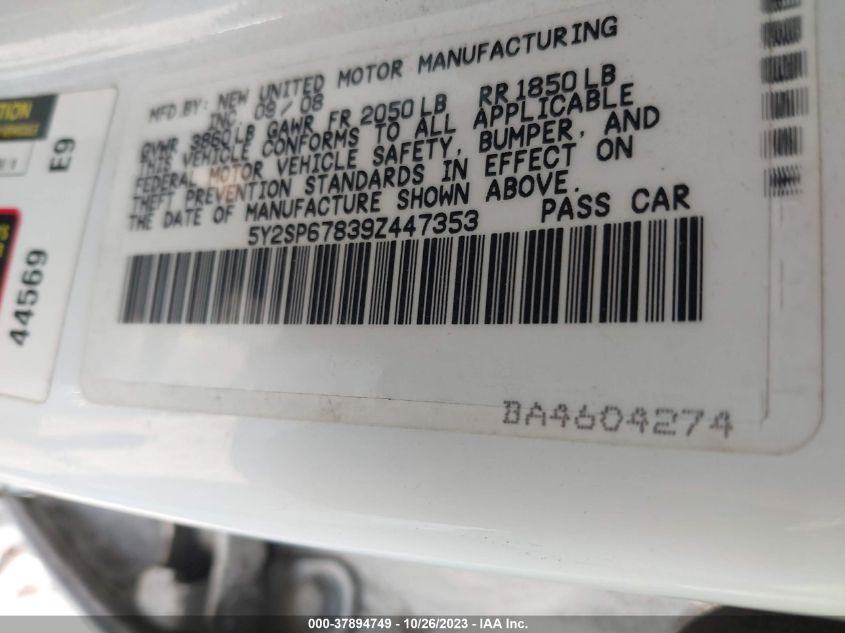 MFD.BY: NEW UNITED MOTOR MANUFACTURING
INC. 09/08
GVWR 3860LB GAWR FR 2050LB RR 1850LB
THIS VEHICLE CONFORMS TO ALL APPLICABLE
FEDERAL MOTOR VEHICLE SAFETY, BUMPER, AND
THEFT PREVENTION STANDARDS IN EFFECT ON
THE DATE OF MANUFACTURE SHOWN ABOVE.
5Y2SP67839Z447353 PASS CAR
BA4604274
E9
44569
000-37894749 - 10/26/2023 - IAA Inc.